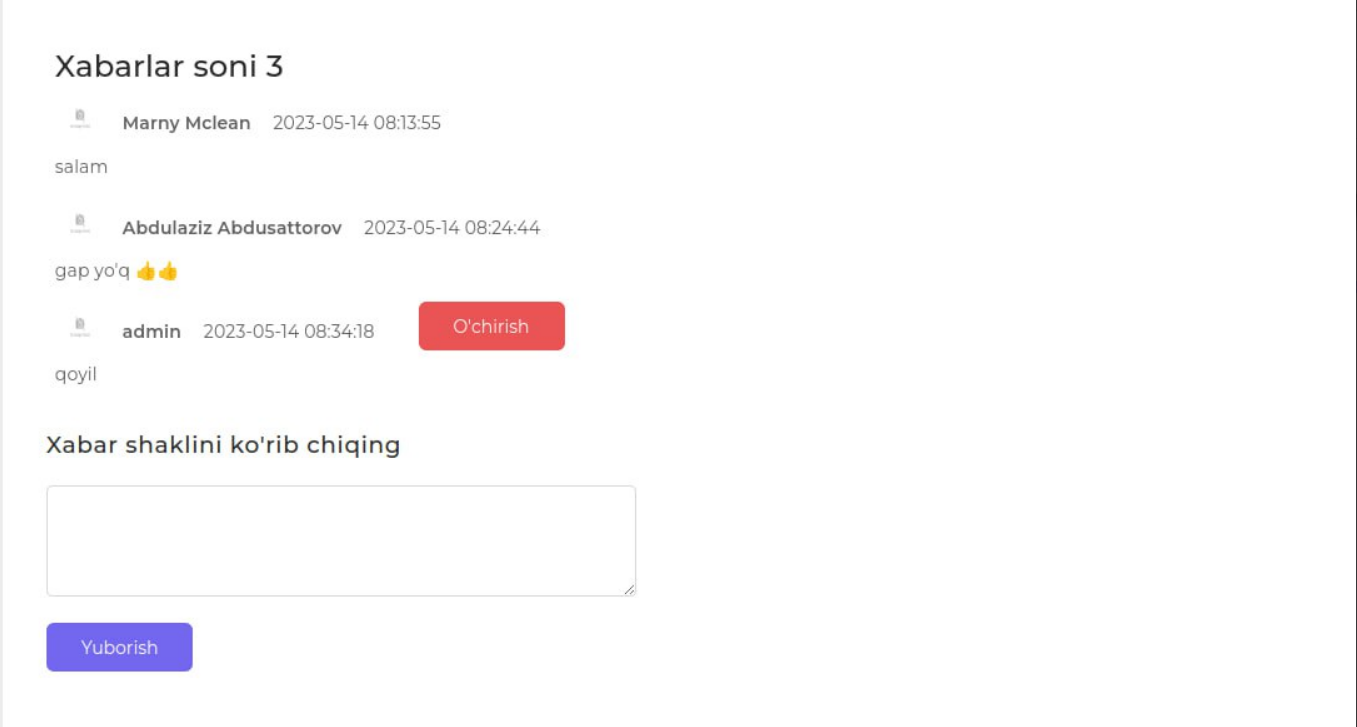 Xabarlar soni 3
Marny Mclean 2023-05-14 08:13:55
salam
Abdulaziz Abdusattorov 2023-05-14 08:24:44
gap yo'q 👍👍
admin 2023-05-14 08:34:18 O'chirish
qoyil
Xabar shaklini ko'rib chiqing
Yuborish